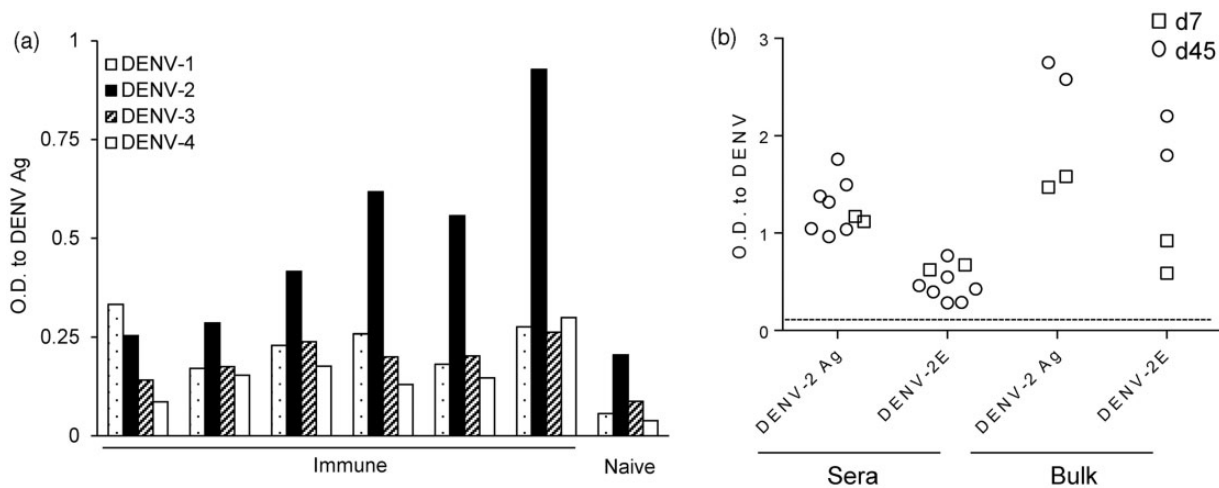 (a)
O.D. to DENV Ag
1
0.75
0.5
0.25
0
DENV-1
DENV-2
DENV-3
DENV-4
Immune
Naive
(b)
d7
d45
O.D. to DENV
3
2
1
0
DENV-2 Ag
DENV-2E
DENV-2 Ag
DENV-2E
Sera
Bulk